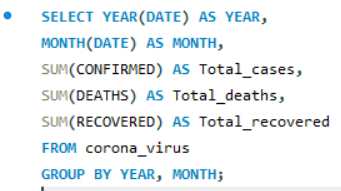 SELECT YEAR(DATE) AS YEAR,
MONTH(DATE) AS MONTH,
SUM(CONFIRMED) AS Total_cases,
SUM(DEATHS) AS Total_deaths,
SUM(RECOVERED) AS Total_recovered
FROM corona_virus
GROUP BY YEAR, MONTH;